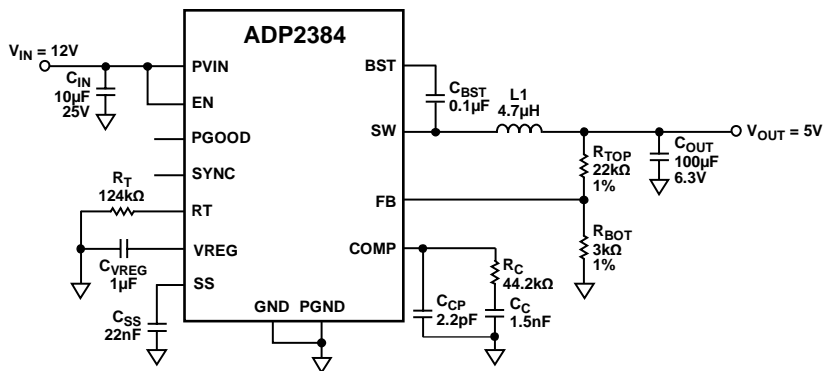 ADP2384
VIN = 12V
CIN
10µF
25V
PVIN
EN
PGOOD
SYNC
RT
124kΩ
RT
VREG
CVREG
1µF
SS
CSS
22nF
GND
PGND
BST
CBST
0.1µF
L1
4.7µH
SW
VOUT = 5V
COUT
100µF
6.3V
RTOP
22kΩ
1%
FB
RBOT
3kΩ
1%
COMP
RC
44.2kΩ
CCP
2.2pF
CC
1.5nF